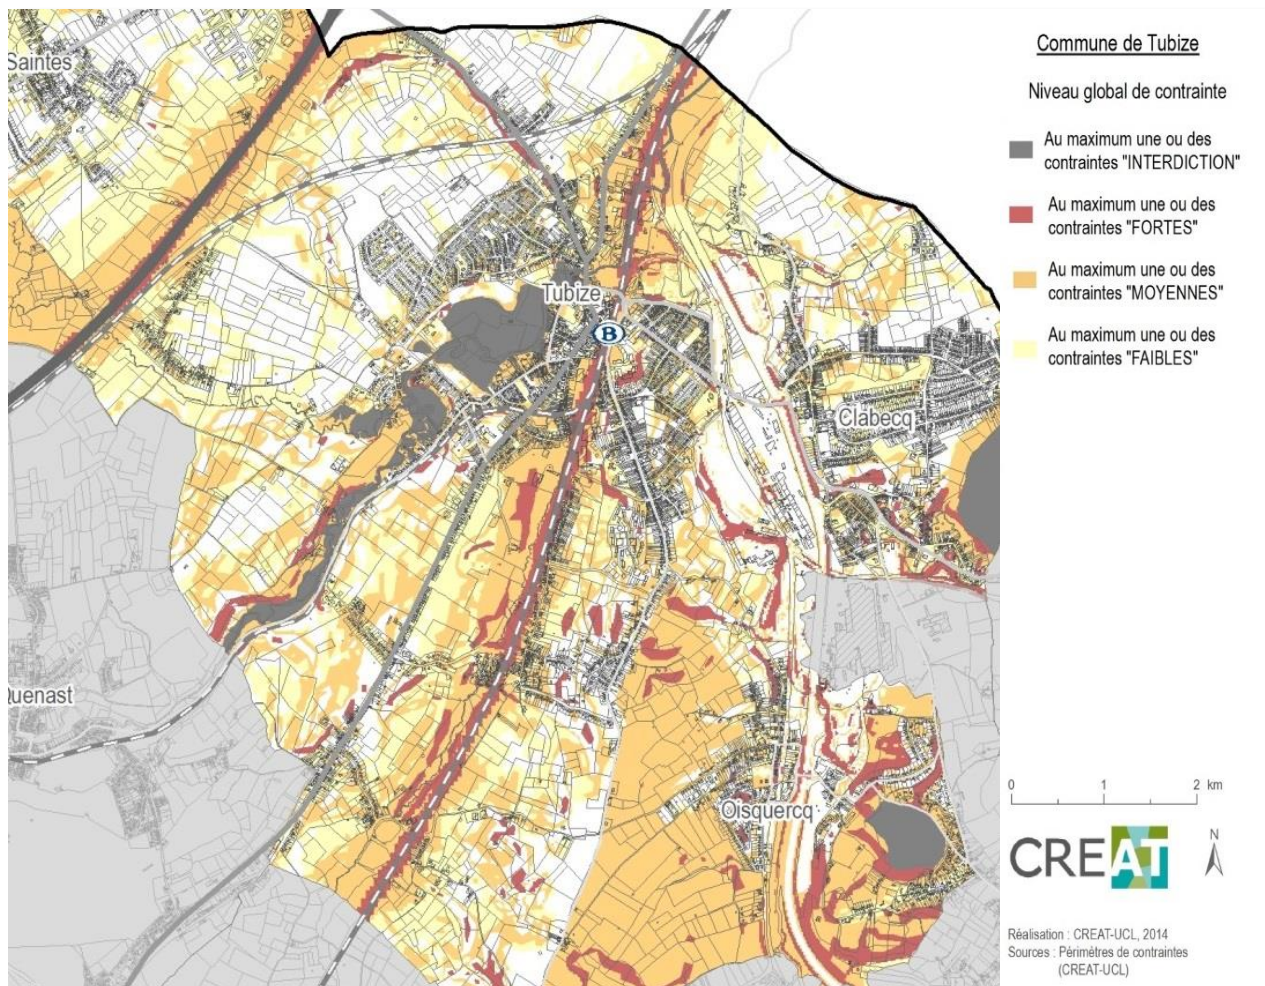 Saintes
Tubize
B
Clabecq
uenast
Oisquercq
Commune de Tubize
Niveau global de contrainte
Au maximum une ou des
contraintes "INTERDICTION"
Au maximum une ou des
contraintes "FORTES"
Au maximum une ou des
contraintes "MOYENNES"
Au maximum une ou des
contraintes "FAIBLES"
0 1 2 km
CREAT
N
Réalisation : CREAT-UCL, 2014
Sources : Périmètres de contraintes
(CREAT-UCL)